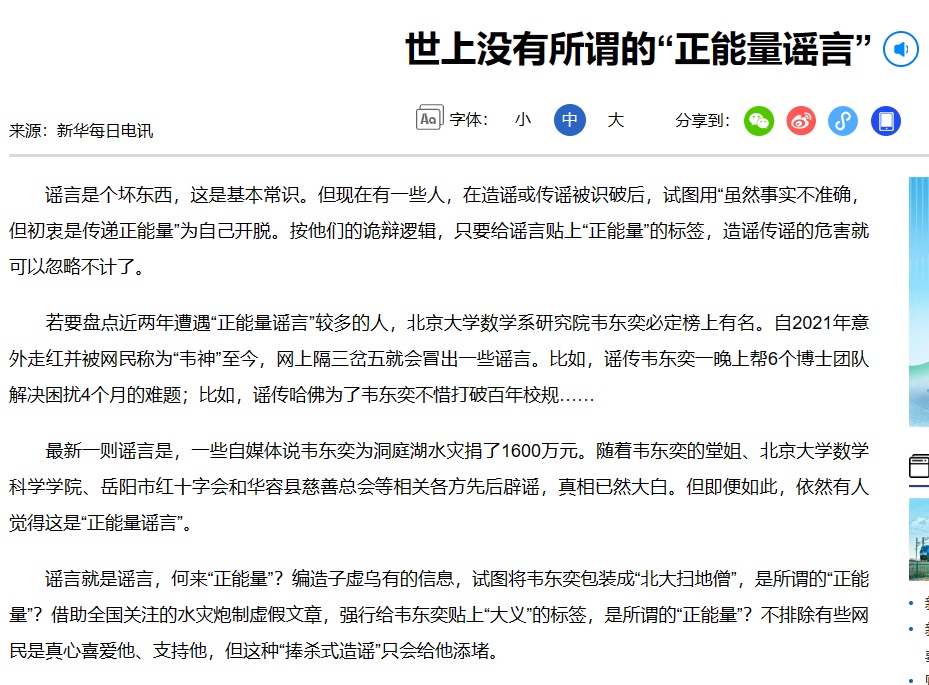 世上没有所谓的“正能量谣言”
来源：新华每日电讯
Aa 字体： 小 中 大 分享到：
谣言是个坏东西，这是基本常识。但现在有一些人，在造谣或传谣被识破后，试图用“虽然事实不准确，
但初衷是传递正能量”为自己开脱。按他们的诡辩逻辑，只要给谣言贴上“正能量”的标签，造谣传谣的危害就
可以忽略不计了。
若要盘点近两年遭遇“正能量谣言”较多的人，北京大学数学系研究院韦东奕必定榜上有名。自2021年意
外走红并被网民称为“韦神”至今，网上隔三岔五就会冒出一些谣言。比如，谣传韦东奕一晚上帮6个博士团队
解决困扰4个月的难题；比如，谣传哈佛为了韦东奕不惜打破百年校规……
最新一则谣言是，一些自媒体说韦东奕为洞庭湖水灾捐了1600万元。随着韦东奕的堂姐、北京大学数学
科学学院、岳阳市红十字会和华容县慈善总会等相关各方先后辟谣，真相已然大白。但即便如此，依然有人
觉得这是“正能量谣言”。
谣言就是谣言，何来“正能量”？编造子虚乌有的信息，试图将韦东奕包装成“北大扫地僧”，是所谓的“正能
量”？借助全国关注的水灾炮制虚假文章，强行给韦东奕贴上“大义”的标签，是所谓的“正能量”？不排除有些网
民是真心喜爱他、支持他，但这种“捧杀式造谣”只会给他添堵。